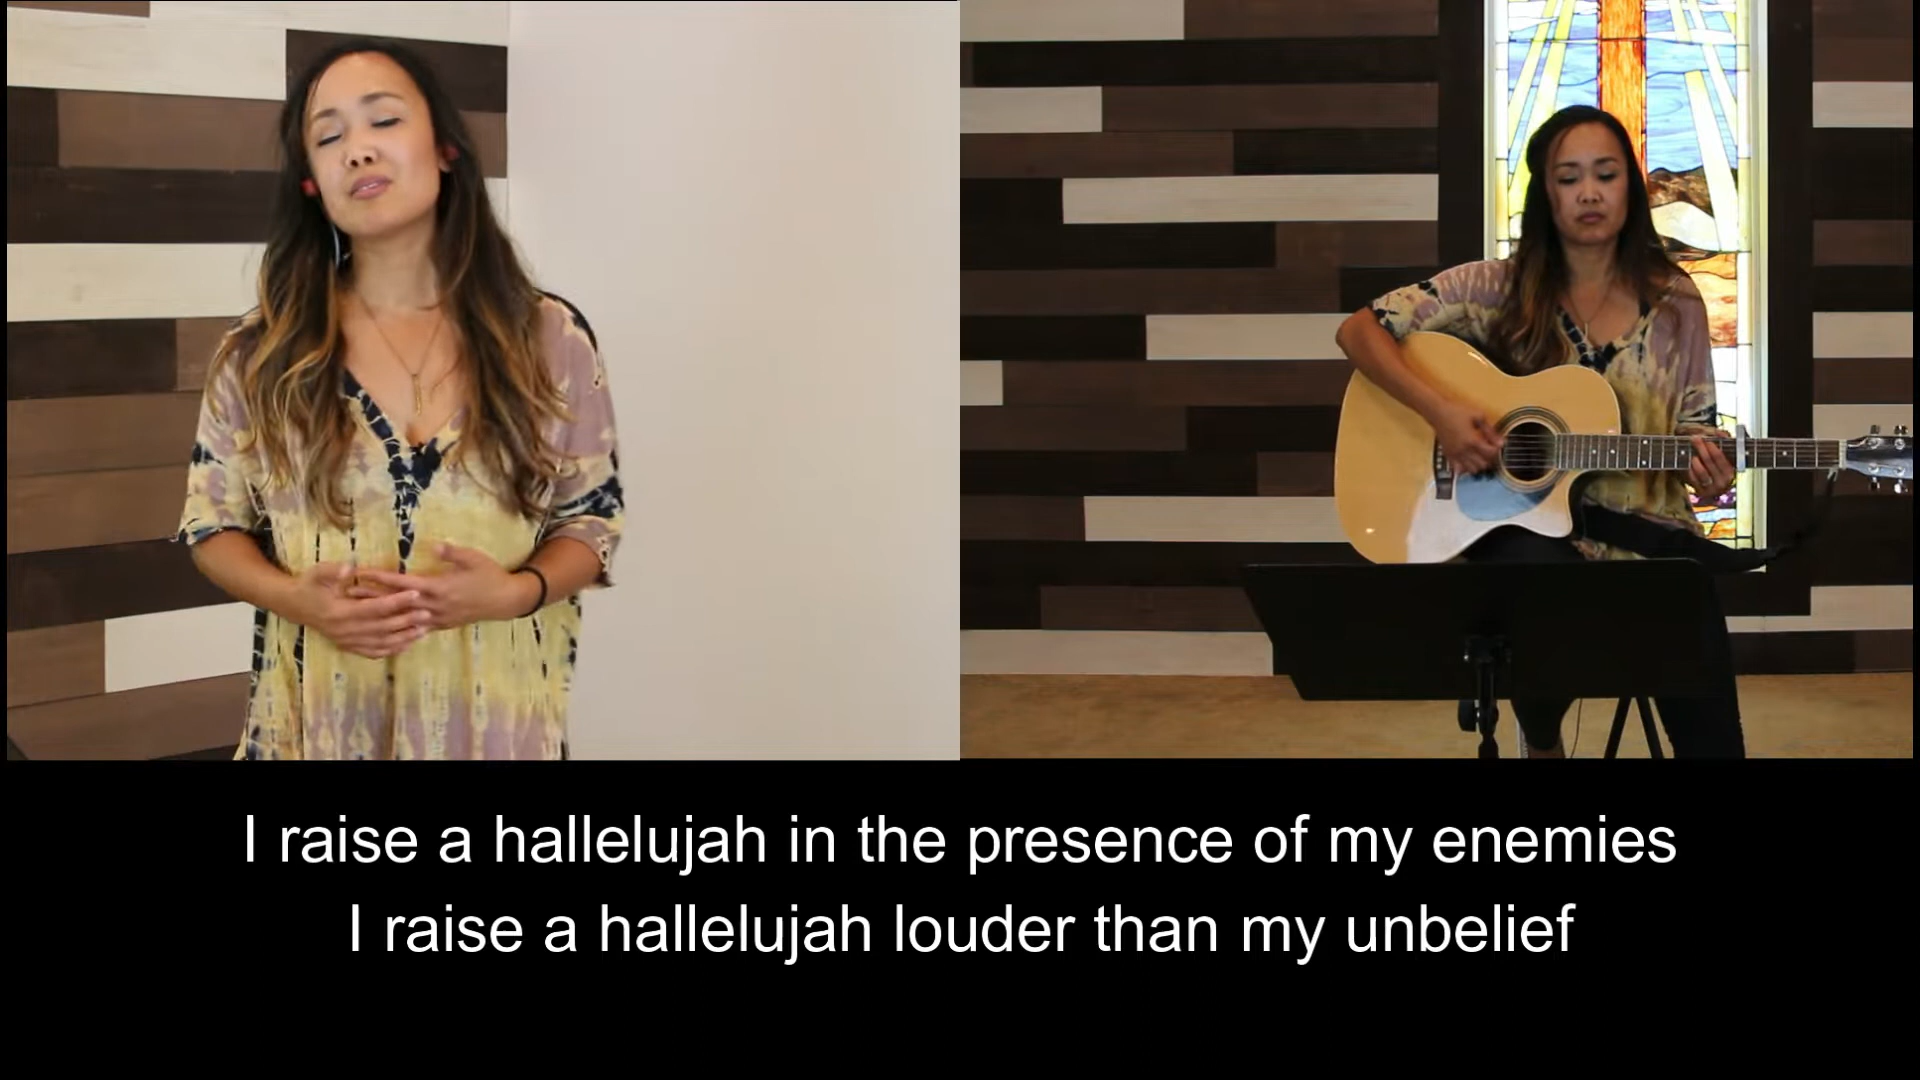 I raise a hallelujah in the presence of my enemies
I raise a hallelujah louder than my unbelief